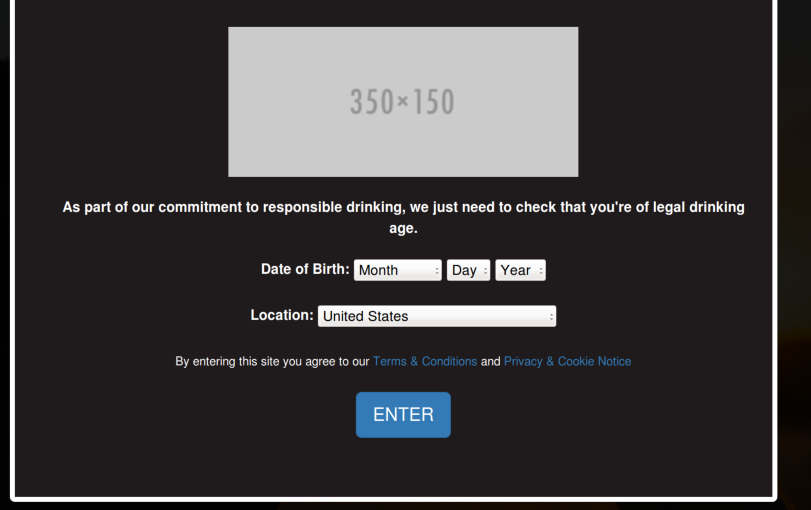 350×150
As part of our commitment to responsible drinking, we just need to check that you're of legal drinking
age.
Date of Birth: Month Day Year
Location: United States
By entering this site you agree to our Terms & Conditions and Privacy & Cookie Notice
ENTER